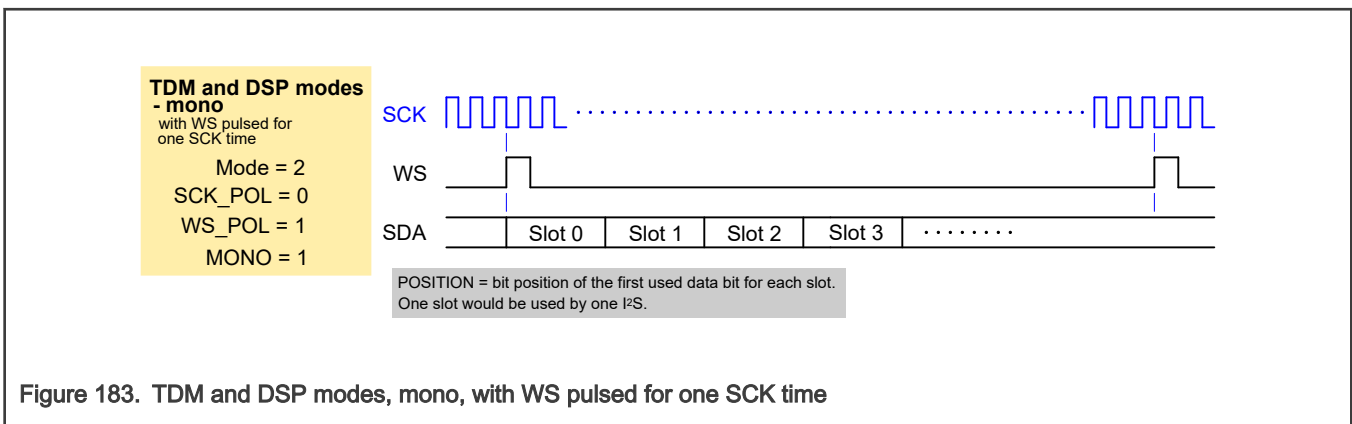 TDM and DSP modes
- mono
with WS pulsed for
one SCK time
Mode = 2
SCK_POL = 0
WS_POL = 1
MONO = 1
SCK
WS
SDA
Slot 0 Slot 1 Slot 2 Slot 3 ········
POSITION = bit position of the first used data bit for each slot.
One slot would be used by one I²S.
Figure 183. TDM and DSP modes, mono, with WS pulsed for one SCK time